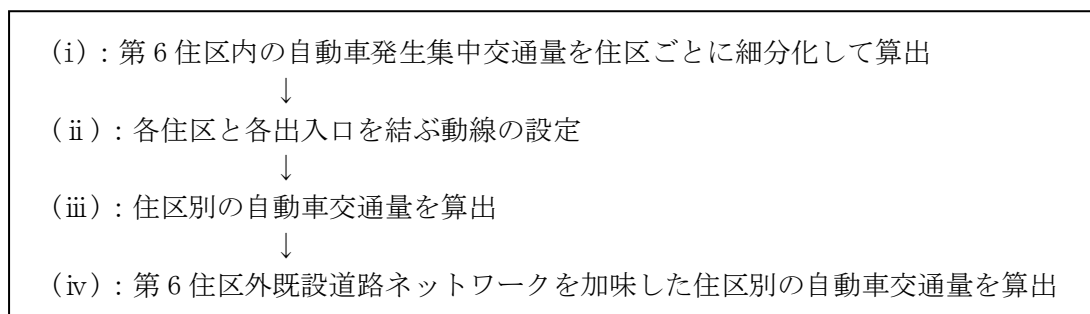 (ⅰ)：第 6 住区内の自動車発生集中交通量を住区ごとに細分化して算出
↓
(ⅱ)：各住区と各出入口を結ぶ動線の設定
↓
(ⅲ)：住区別の自動車交通量を算出
↓
(ⅳ)：第 6 住区外既設道路ネットワークを加味した住区別の自動車交通量を算出